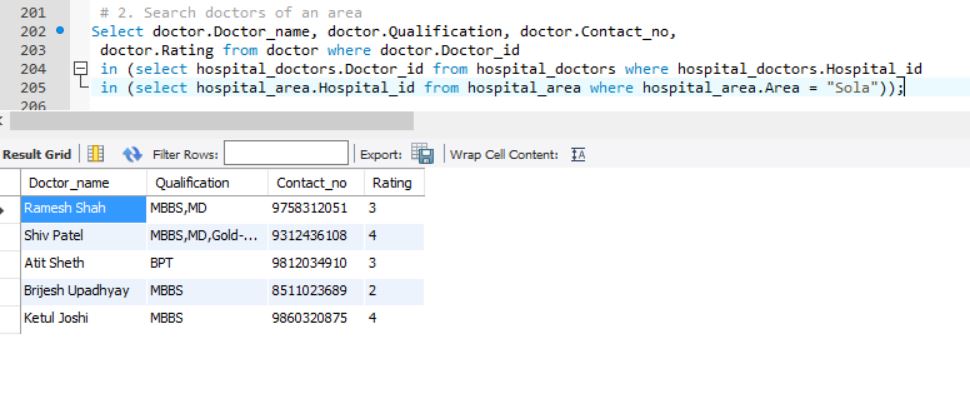 201 # 2. Search doctors of an area
202 Select doctor.Doctor_name, doctor.Qualification, doctor.Contact_no,
203 doctor.Rating from doctor where doctor.Doctor_id
204 in (select hospital_doctors.Doctor_id from hospital_doctors where hospital_doctors.Hospital_id
205 in (select hospital_area.Hospital_id from hospital_area where hospital_area.Area = "Sola"));
206
Result Grid Filter Rows: Export: Wrap Cell Content: IA
Doctor_name Qualification Contact_no Rating
Ramesh Shah MBBS,MD 9758312051 3
Shiv Patel MBBS,MD,Gold-... 9312436108 4
Atit Sheth BPT 9812034910 3
Brijesh Upadhyay MBBS 8511023689 2
Ketul Joshi MBBS 9860320875 4